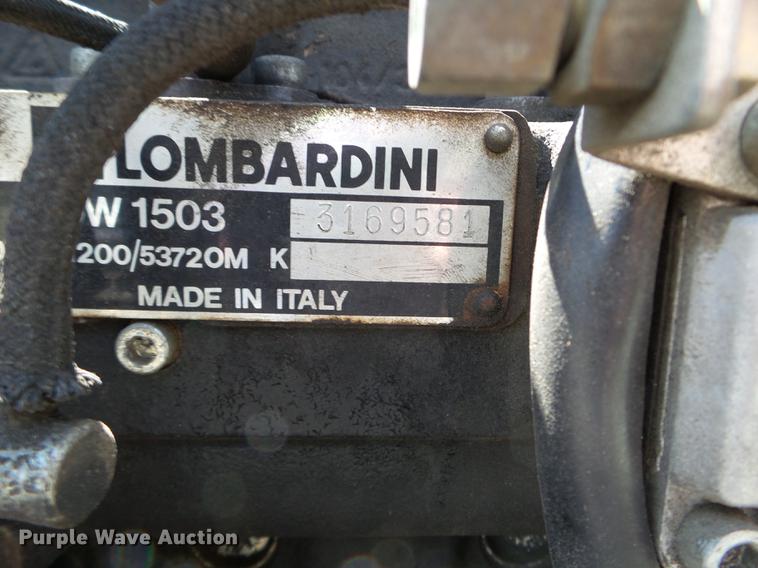 LOMBARDINI
W 1503 3169581
200/53720M K
MADE IN ITALY
Purple Wave Auction